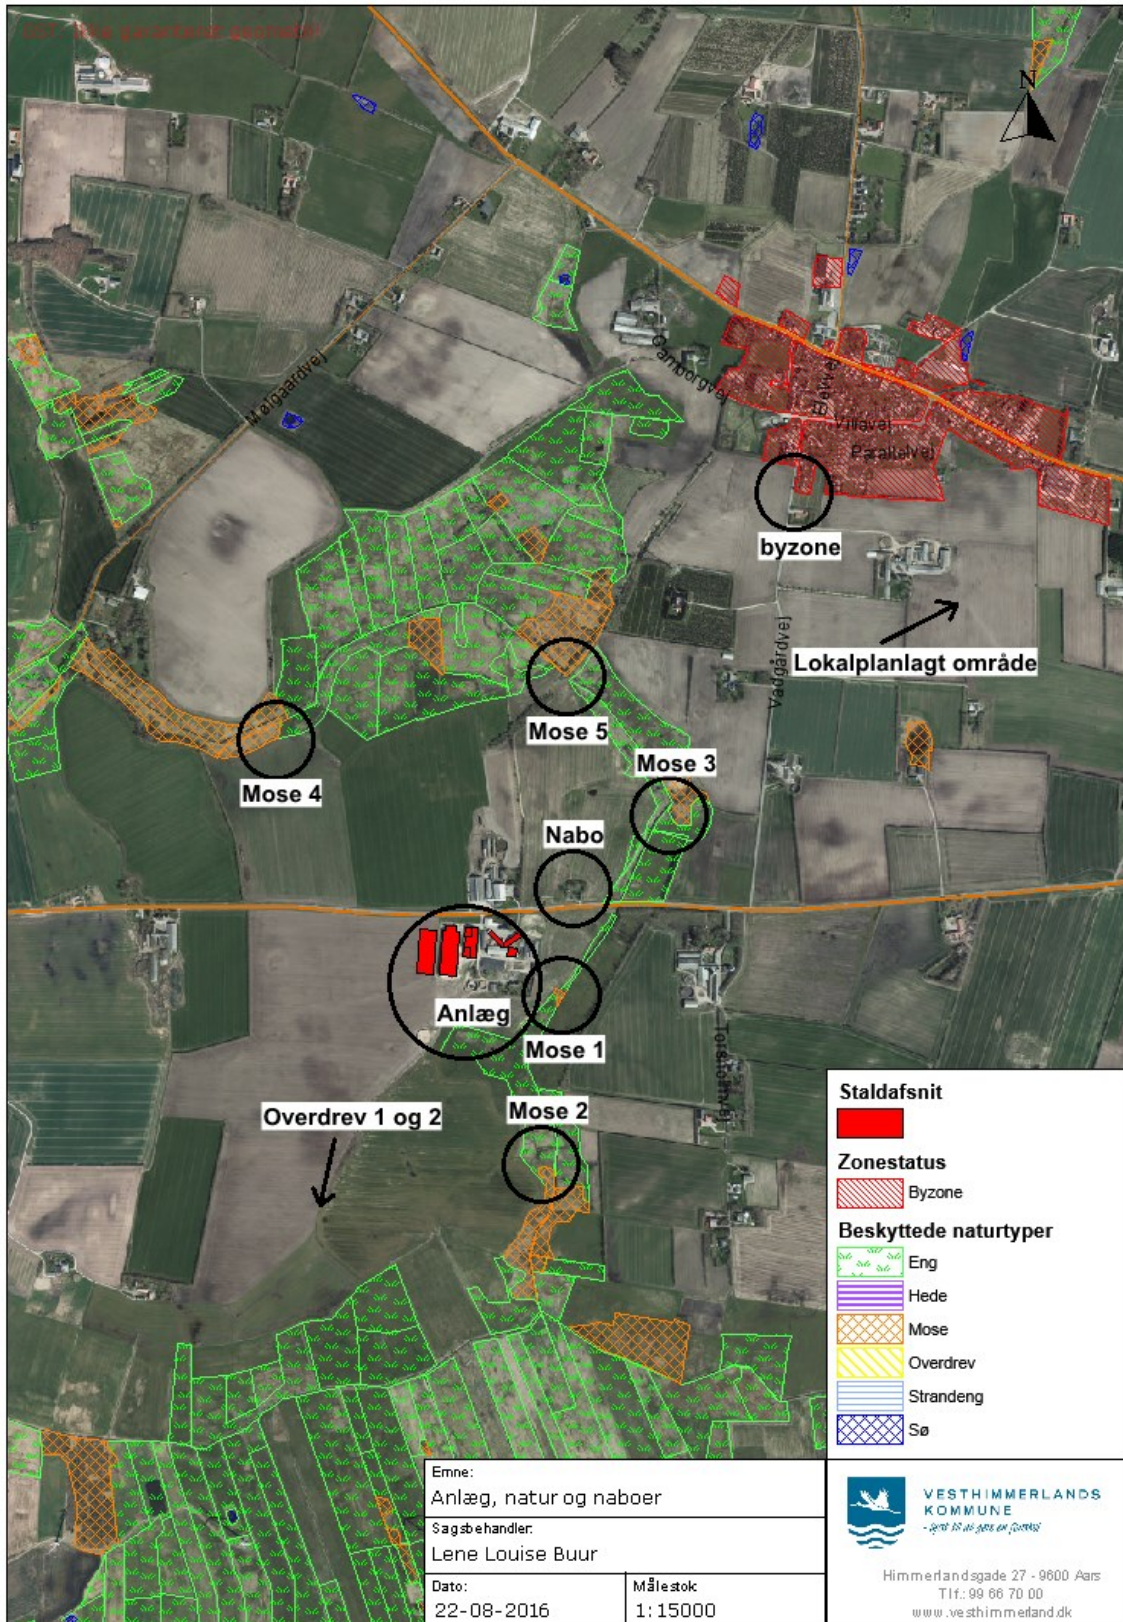 N
Mølgaardvej
Gamborgvej
Villavej
Parallelvej
byzone
Lokalplanlagt område
Vadgårdvej
Mose 5
Mose 3
Mose 4
Nabo
Anlæg
Mose 1
Mose 2
Overdrev 1 og 2
Staldafsnit
Zonestatus
Byzone
Beskyttede naturtyper
Eng
Hede
Mose
Overdrev
Strandeng
Sø
Emne:
Anlæg, natur og naboer
Sagsbehandler:
Lene Louise Buur
Dato:
22-08-2016
Målestok
1:15000
VESTHIMMERLANDS
KOMMUNE
Himmerlandsgade 27 - 9600 Aars
Tlf.: 99 66 70 00
www.vesthimmerland.dk